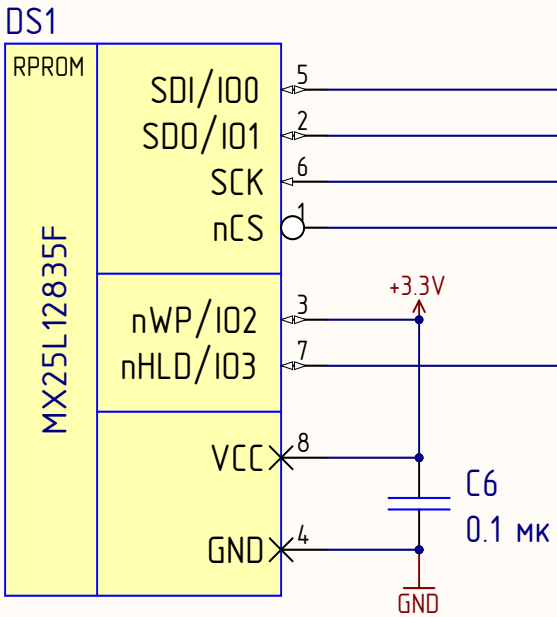 DS1
RPROM
MX25L12835F
SDI/IO0 5
SDO/IO1 2
SCK 6
nCS 1
+3.3V
nWP/IO2 3
nHLD/IO3 7
VCC 8
C6
0.1 мк
GND 4
GND